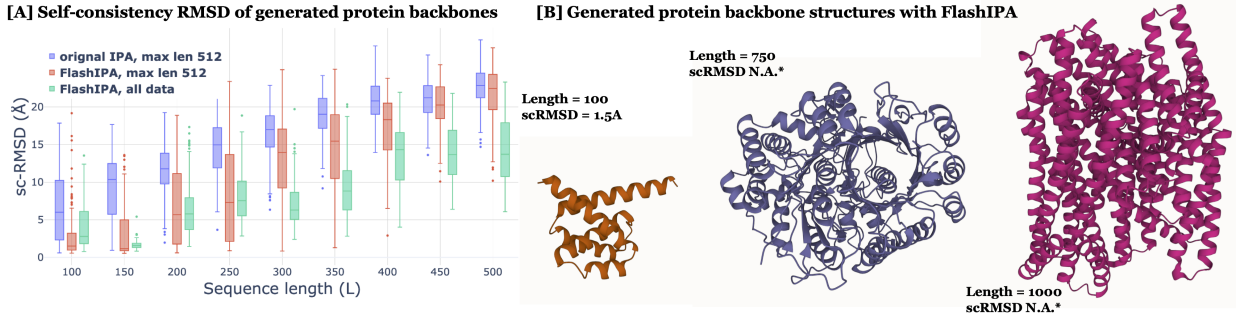 [A] Self-consistency RMSD of generated protein backbones
orignal IPA, max len 512
FlashIPA, max len 512
FlashIPA, all data
sc-RMSD (Å)
20
15
10
5
0
100 150 200 250 300 350 400 450 500
Sequence length (L)
[B] Generated protein backbone structures with FlashIPA
Length = 100
scRMSD = 1.5A
Length = 750
scRMSD N.A.*
Length = 1000
scRMSD N.A.*